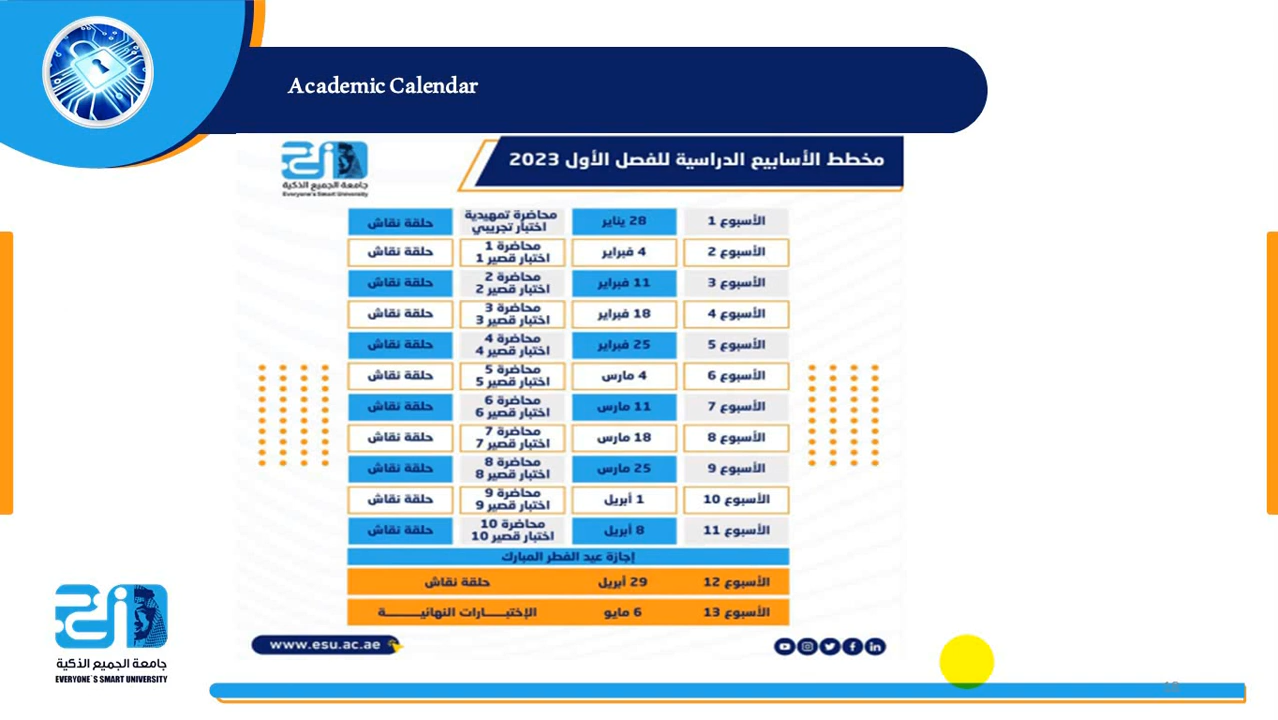 Academic Calendar
مخطط الأسابيع الدراسية للفصل الأول 2023
جامعة الجميع الذكية
Everyone's Smart University
الأسبوع 1 28 يناير محاضرة تمهيدية حلقة نقاش
اختبار تجريبي
الأسبوع 2 4 فبراير محاضرة 1 حلقة نقاش
اختبار قصير 1
الأسبوع 3 11 فبراير محاضرة 2 حلقة نقاش
اختبار قصير 2
الأسبوع 4 18 فبراير محاضرة 3 حلقة نقاش
اختبار قصير 3
الأسبوع 5 25 فبراير محاضرة 4 حلقة نقاش
اختبار قصير 4
الأسبوع 6 4 مارس محاضرة 5 حلقة نقاش
اختبار قصير 5
الأسبوع 7 11 مارس محاضرة 6 حلقة نقاش
اختبار قصير 6
الأسبوع 8 18 مارس محاضرة 7 حلقة نقاش
اختبار قصير 7
الأسبوع 9 25 مارس محاضرة 8 حلقة نقاش
اختبار قصير 8
الأسبوع 10 1 أبريل محاضرة 9 حلقة نقاش
اختبار قصير 9
الأسبوع 11 8 أبريل محاضرة 10 حلقة نقاش
اختبار قصير 10
إجازة عيد الفطر المبارك
الأسبوع 12 29 أبريل حلقة نقاش
الأسبوع 13 6 مايو الإختبـــارات النهائيـــــة
www.esu.ac.ae
جامعة الجميع الذكية
EVERYONE`S SMART UNIVERSITY